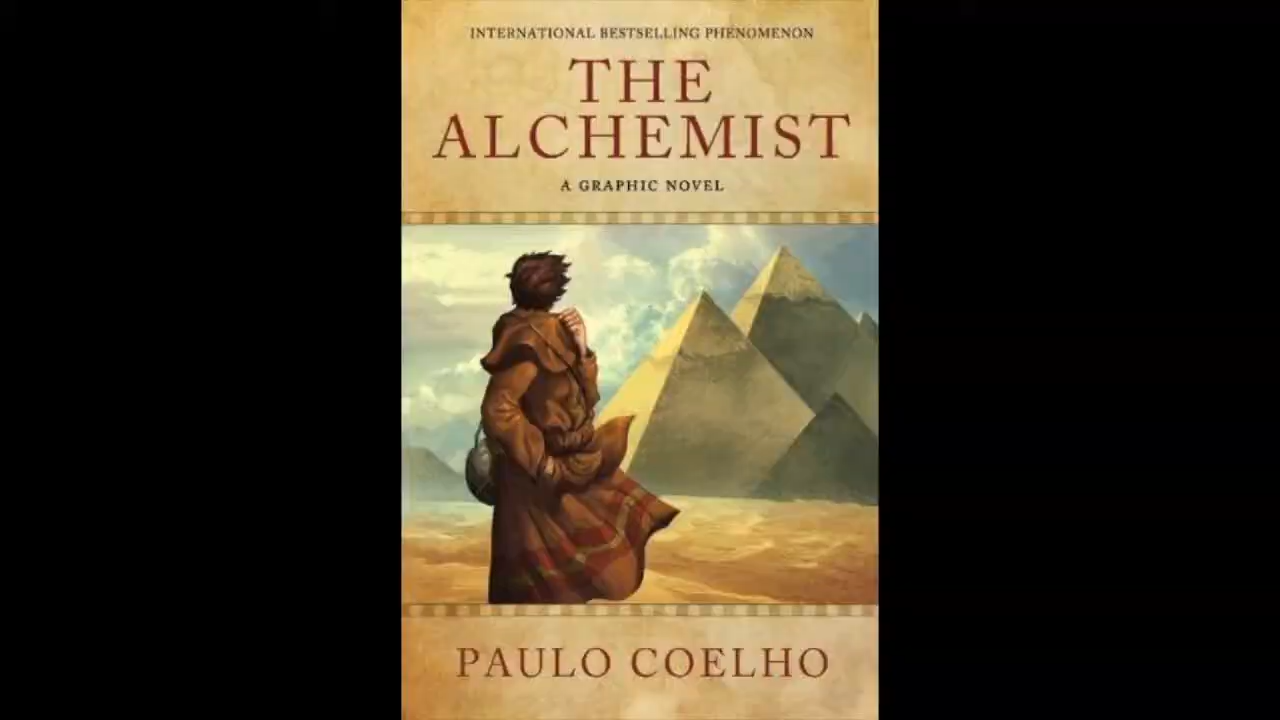 INTERNATIONAL BESTSELLING PHENOMENON
THE
ALCHEMIST
A GRAPHIC NOVEL
PAULO COELHO